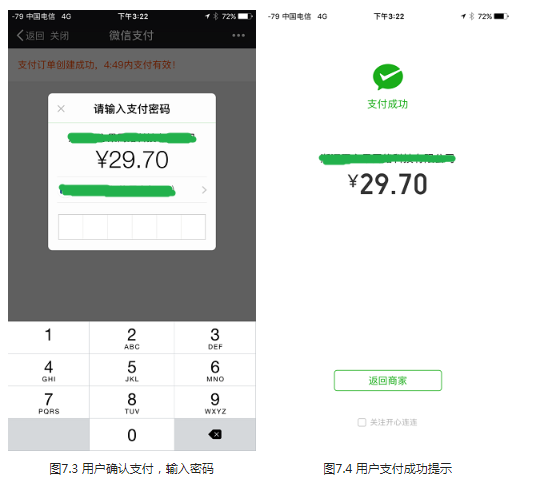 -79 中国电信 4G 下午3:22 72%
返回 关闭 微信支付 •••
支付订单创建成功，4:49内支付有效！
请输入支付密码
¥29.70
1
2
ABC
3
DEF
4
GHI
5
JKL
6
MNO
7
PQRS
8
TUV
9
WXYZ
0
图7.3 用户确认支付，输入密码
-79 中国电信 4G 下午3:22 72%
支付成功
¥29.70
返回商家
关注开心连连
图7.4 用户支付成功提示